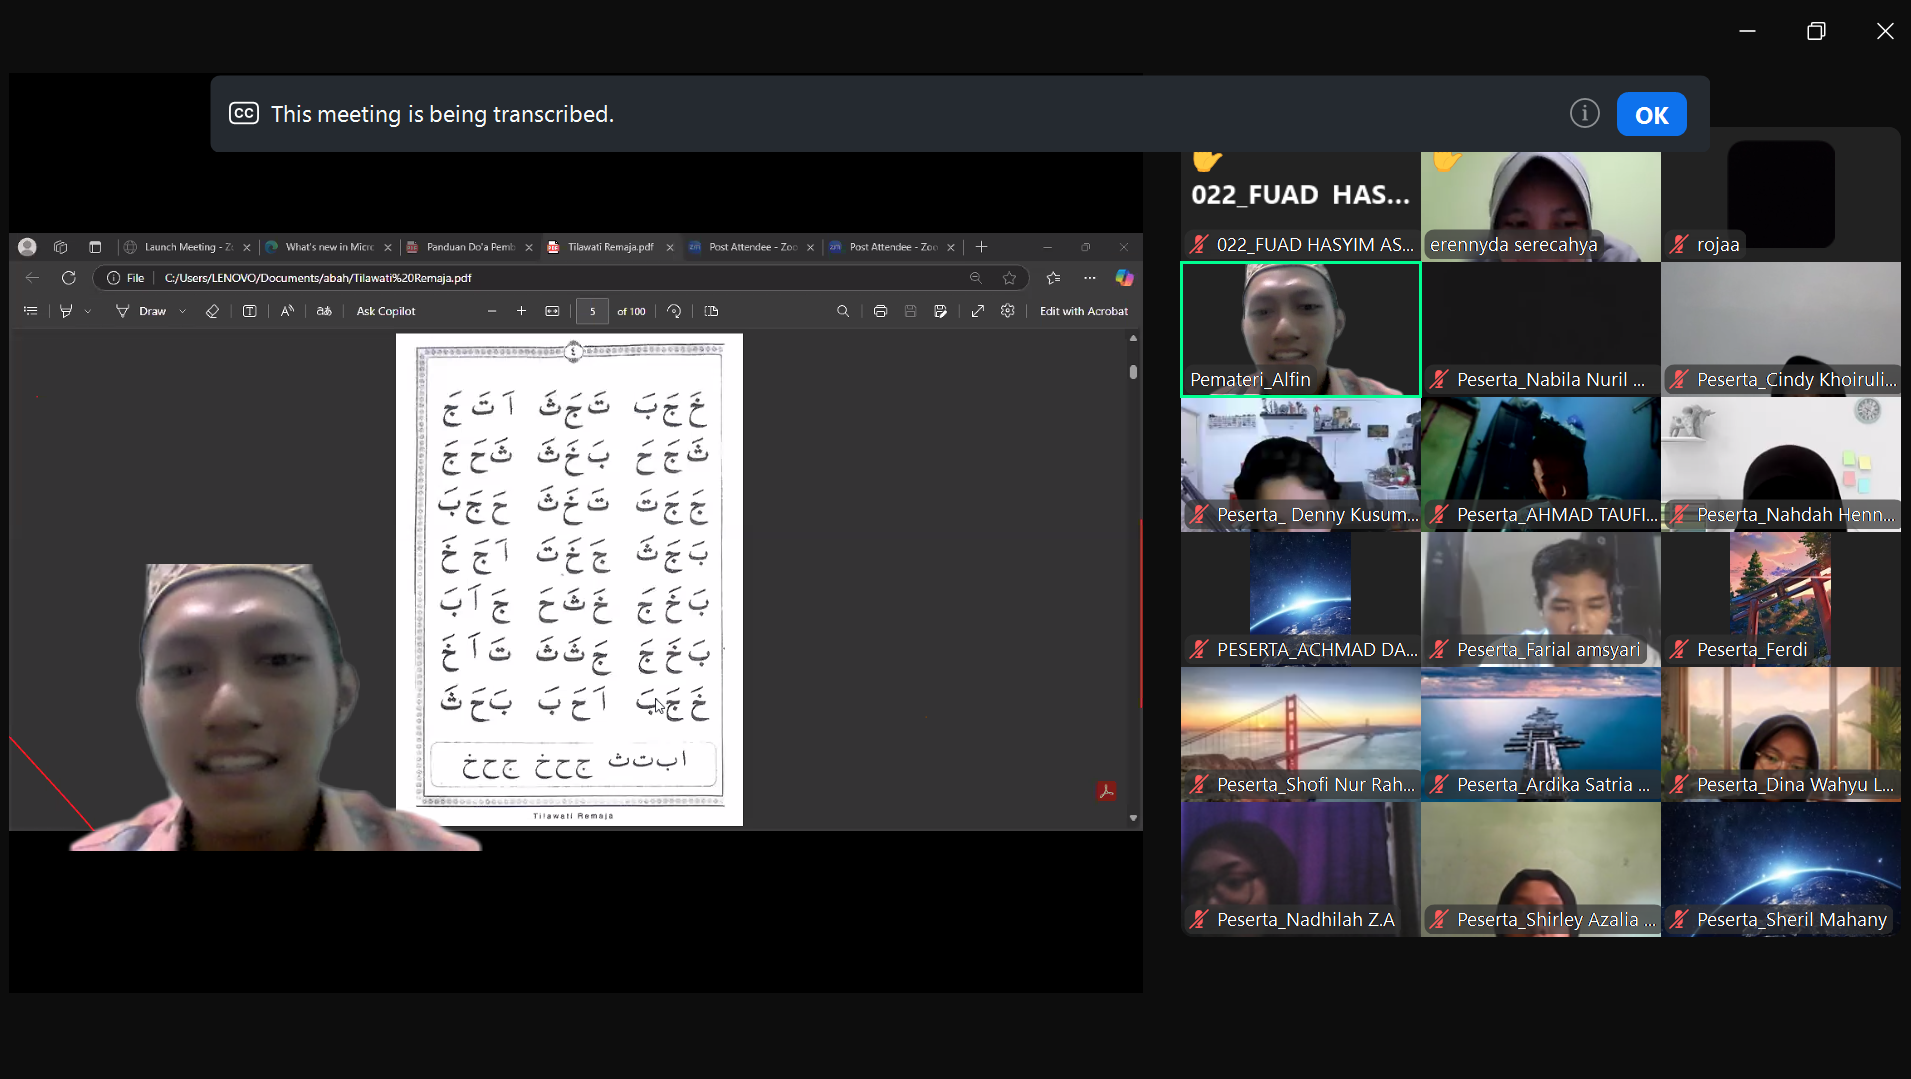 This meeting is being transcribed.
OK
Launch Meeting - Zo
What's new in Micro
Panduan Do'a Pemb
Tilawati Remaja.pdf
Post Attendee - Zoo
Post Attendee - Zoo
File
C:/Users/LENOVO/Documents/abah/Tilawati%20Remaja.pdf
Draw
Ask Copilot
5
of 100
Edit with Acrobat
٤
خَ جَ بَ تَ جَ ثَ اَ تَ جَ
ثَ جَ حَ بَ خَ ثَ ثَ حَ جَ
جَ جَ تَ تَ خَ ثَ حَ جَ بَ
بَ جَ ثَ جَ خَ تَ اَ جَ خَ
بَ خَ جَ خَ ثَ حَ جَ اَ بَ
بَ خَ جَ جَ ثَ ثَ تَ اَ خَ
خَ جَ بَ اَ حَ بَ بَ حَ ثَ
ا ب ت ث ج ح خ ج ح خ
Tilawati Remaja
022_FUAD HAS...
022_FUAD HASYIM AS...
erennyda serecahya
rojaa
Pemateri_Alfin
Peserta_Nabila Nuril ...
Peserta_Cindy Khoiruli...
Peserta_ Denny Kusum...
Peserta_AHMAD TAUFI...
Peserta_Nahdah Henn...
PESERTA_ACHMAD DA...
Peserta_Farial amsyari
Peserta_Ferdi
Peserta_Shofi Nur Rah...
Peserta_Ardika Satria ...
Peserta_Dina Wahyu L...
Peserta_Nadhilah Z.A
Peserta_Shirley Azalia ...
Peserta_Sheril Mahany